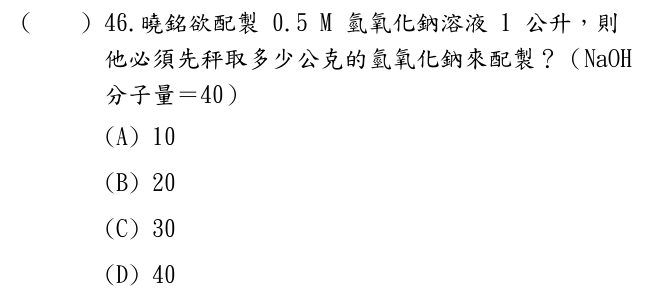 （　　）46.曉銘欲配製 0.5 M 氫氧化鈉溶液 1 公升，則
他必須先秤取多少公克的氫氧化鈉來配製？（NaOH
分子量＝40）
(A) 10
(B) 20
(C) 30
(D) 40